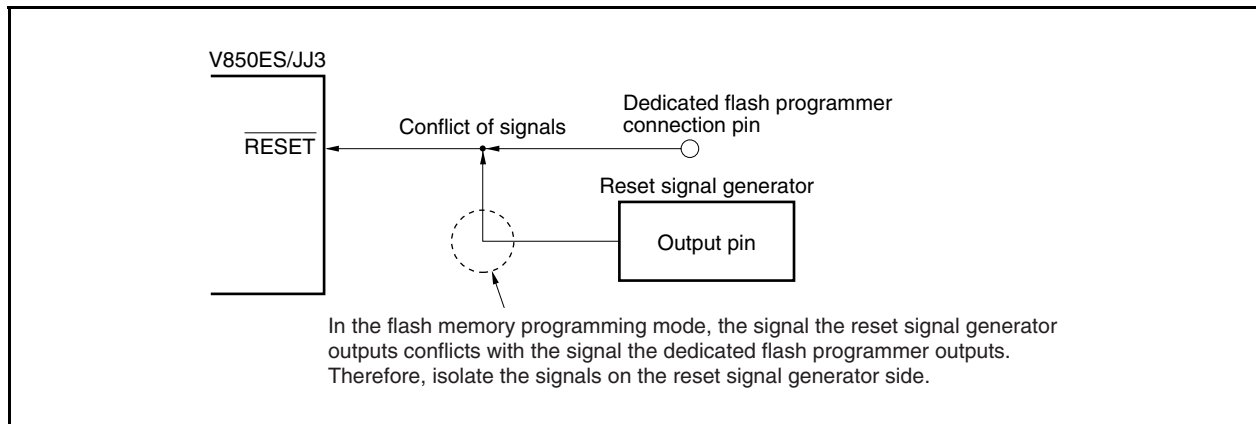 V850ES/JJ3
Dedicated flash programmer
connection pin
Conflict of signals
RESET
Reset signal generator
Output pin
In the flash memory programming mode, the signal the reset signal generator
outputs conflicts with the signal the dedicated flash programmer outputs.
Therefore, isolate the signals on the reset signal generator side.